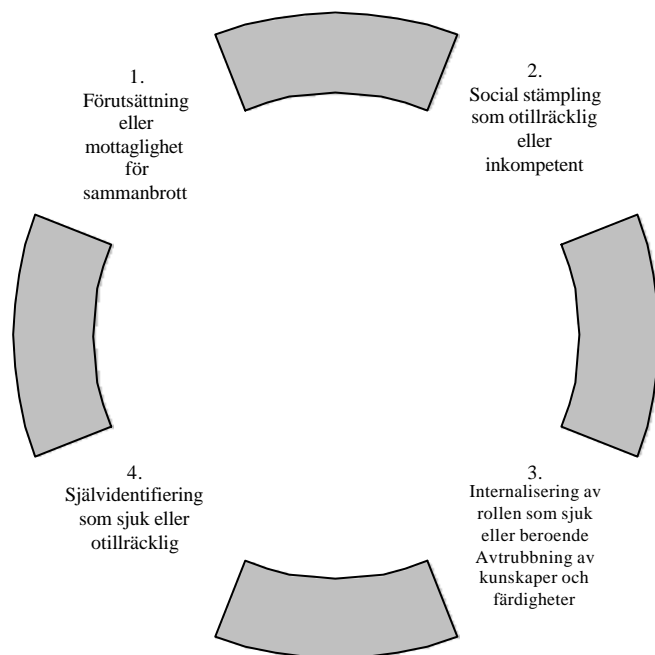 1.
Förutsättning
eller
mottaglighet
för
sammanbrott
2.
Social stämpling
som otillräcklig
eller
inkompetent
3.
Internalisering av
rollen som sjuk
eller beroende
Avtrubbning av
kunskaper och
färdigheter
4.
Självidentifiering
som sjuk eller
otillräcklig